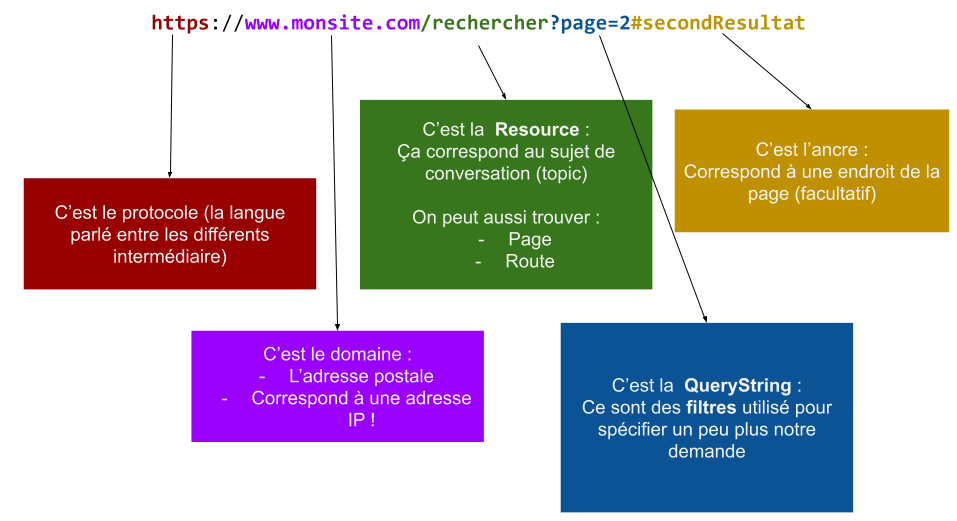 https://www.monsite.com/rechercher?page=2#secondResultat
C’est la Resource :
Ça correspond au sujet de
conversation (topic)
On peut aussi trouver :
- Page
- Route
C’est l’ancre :
Correspond à une endroit de la
page (facultatif)
C’est le protocole (la langue
parlé entre les différents
intermédiaire)
C’est le domaine :
- L’adresse postale
- Correspond à une adresse
IP !
C’est la QueryString :
Ce sont des filtres utilisé pour
spécifier un peu plus notre
demande